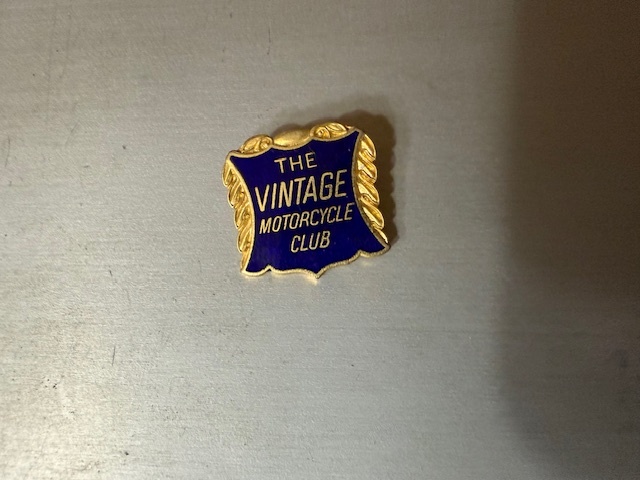 THE
VINTAGE
MOTORCYCLE
CLUB